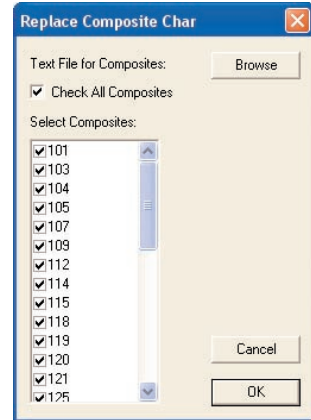 Replace Composite Char
Text File for Composites:
Browse
Check All Composites
Select Composites:
101
103
104
105
107
109
112
114
115
118
119
120
121
125
Cancel
OK